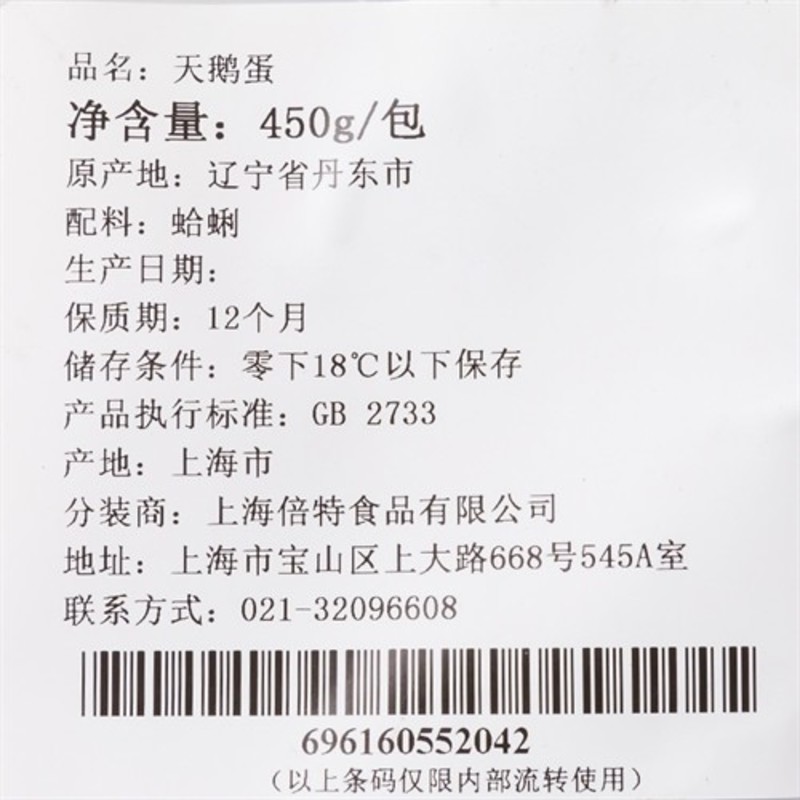 品名：天鹅蛋
净含量：450g/包
原产地：辽宁省丹东市
配料：蛤蜊
生产日期：
保质期：12个月
储存条件：零下18℃以下保存
产品执行标准：GB 2733
产地：上海市
分装商：上海倍特食品有限公司
地址：上海市宝山区上大路668号545A室
联系方式：021-32096608
696160552042
（以上条码仅限内部流转使用）